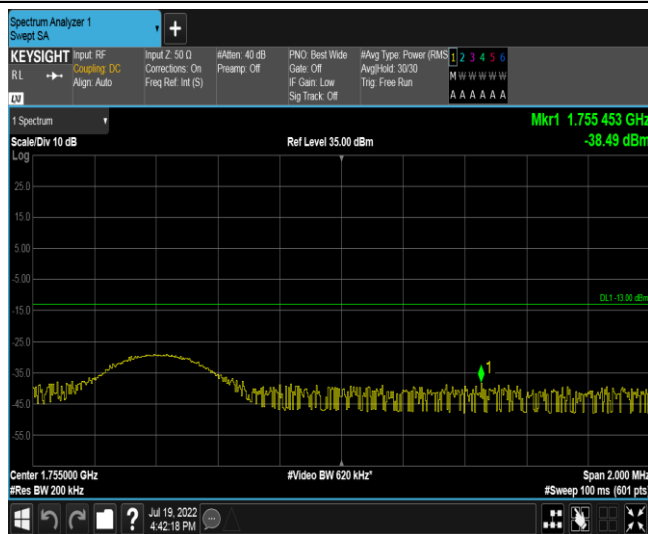 Spectrum Analyzer 1
Swept SA
+
KEYSIGHT
RL
LXI
Input: RF
Coupling: DC
Align: Auto
Input Z: 50 Ω
Corrections: On
Freq Ref: Int (S)
#Atten: 40 dB
Preamp: Off
PNO: Best Wide
Gate: Off
IF Gain: Low
Sig Track: Off
#Avg Type: Power (RMS
Avg|Hold: 30/30
Trig: Free Run
1 2 3 4 5 6
M W W W W W
A A A A A A
1 Spectrum
Mkr1 1.755 453 GHz
-38.49 dBm
Scale/Div 10 dB
Ref Level 35.00 dBm
Log
25.0
15.0
5.00
-5.00
DL1 -13.00 dBm
-15.0
-25.0
-35.0
1
-45.0
-55.0
Center 1.755000 GHz
#Video BW 620 kHz*
Span 2.000 MHz
#Res BW 200 kHz
#Sweep 100 ms (601 pts)
?
Jul 19, 2022
4:42:18 PM